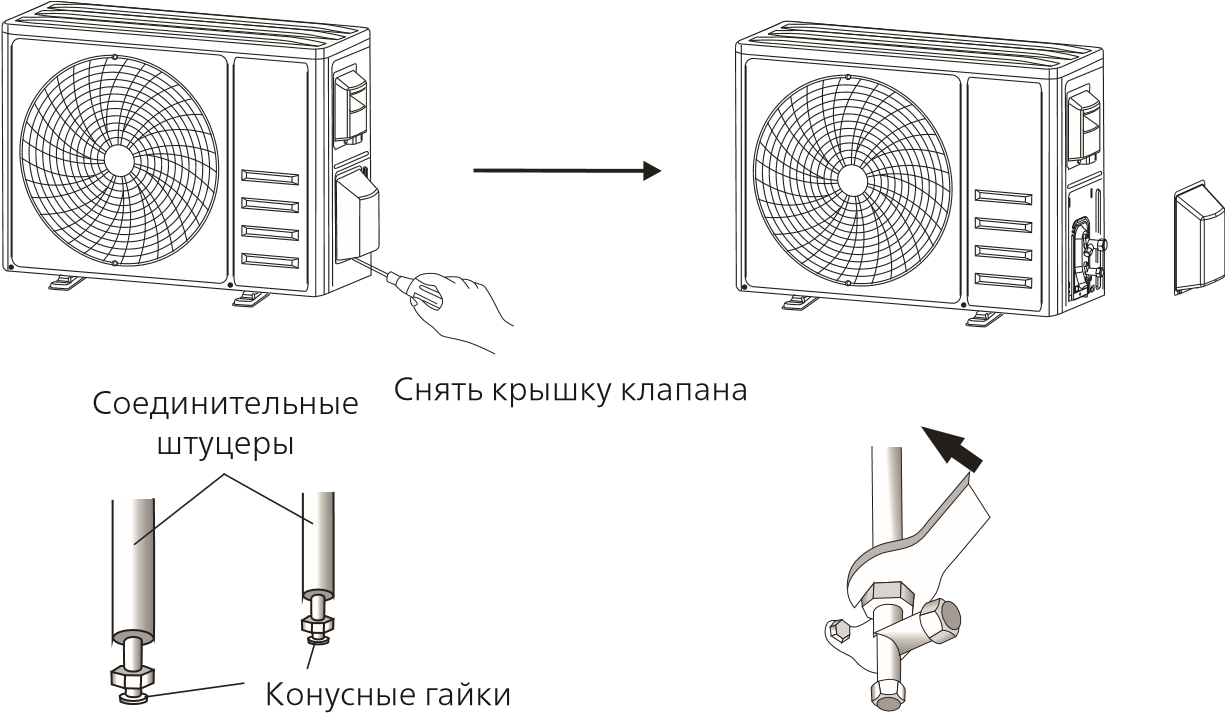 Снять крышку клапана
Соединительные
штуцеры
Конусные гайки